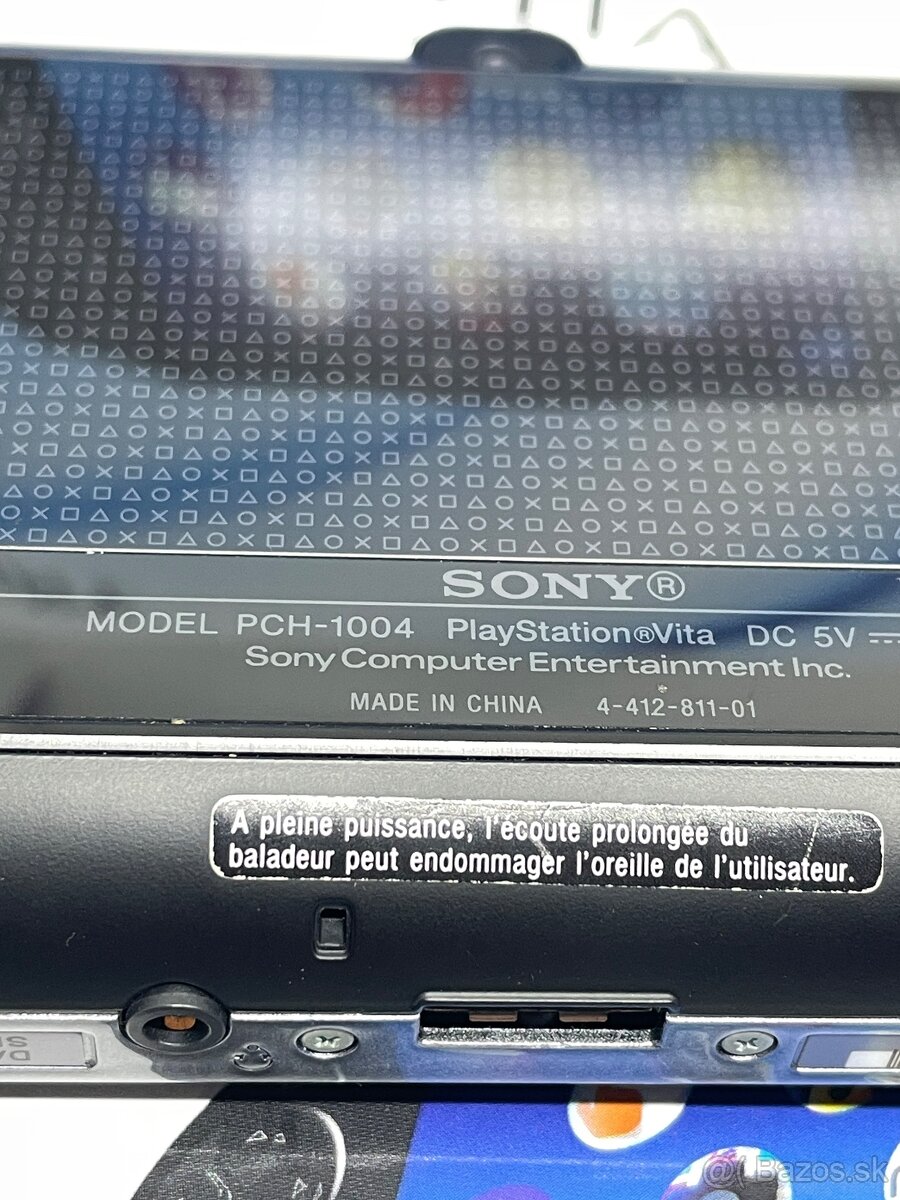 SONY®
MODEL PCH-1004 PlayStation®Vita DC 5V
Sony Computer Entertainment Inc.
MADE IN CHINA 4-412-811-01
A pleine puissance, l'écoute prolongée du
baladeur peut endommager l'oreille de l'utilisateur.
Bazos.sk